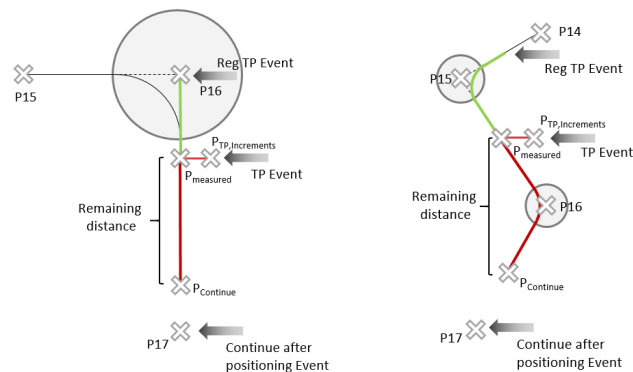 Reg TP Event
P16
P15
P_TP,Increments
P_measured
TP Event
Remaining
distance
P_Continue
P17
Continue after
positioning Event
P14
Reg TP Event
P15
P_TP,Increments
P_measured
TP Event
Remaining
distance
P16
P_Continue
P17
Continue after
positioning Event